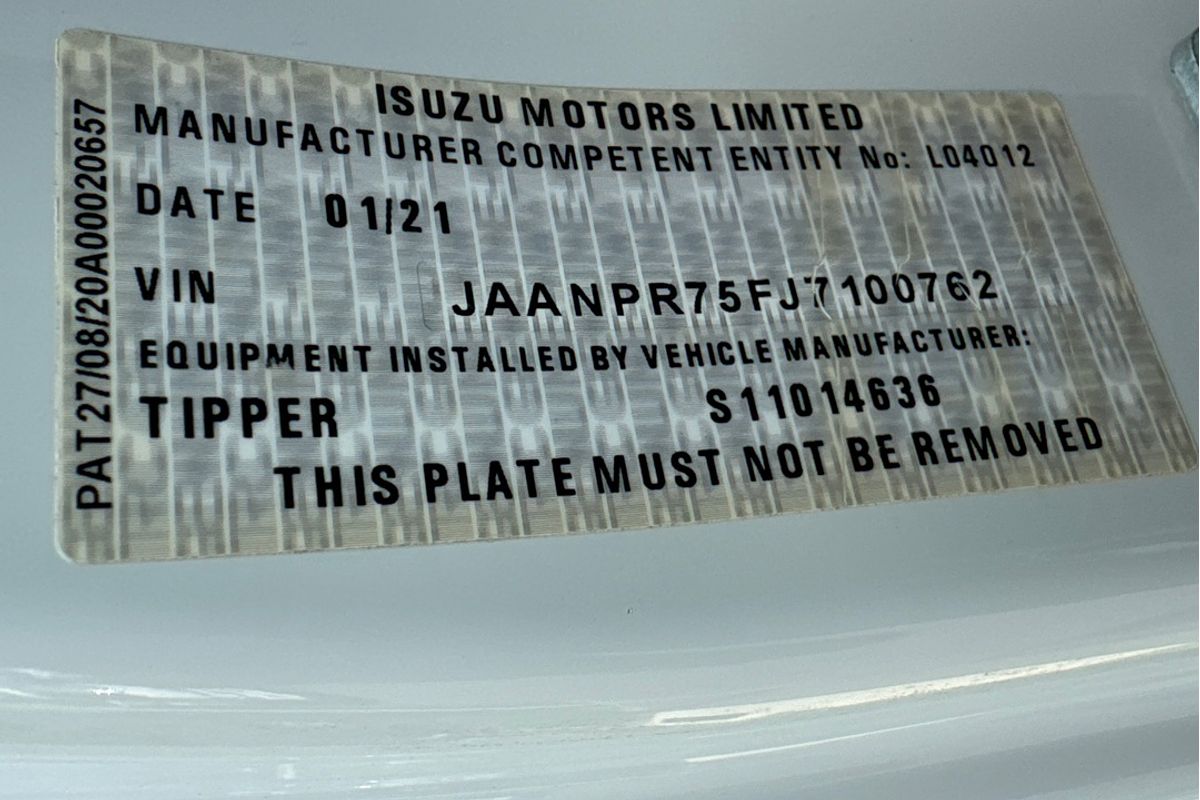 ISUZU MOTORS LIMITED
MANUFACTURER COMPETENT ENTITY No: L04012
DATE 01/21
VIN JAANPR75FJ7100762
EQUIPMENT INSTALLED BY VEHICLE MANUFACTURER:
TIPPER S11014636
THIS PLATE MUST NOT BE REMOVED
PAT27/08/20A00020657